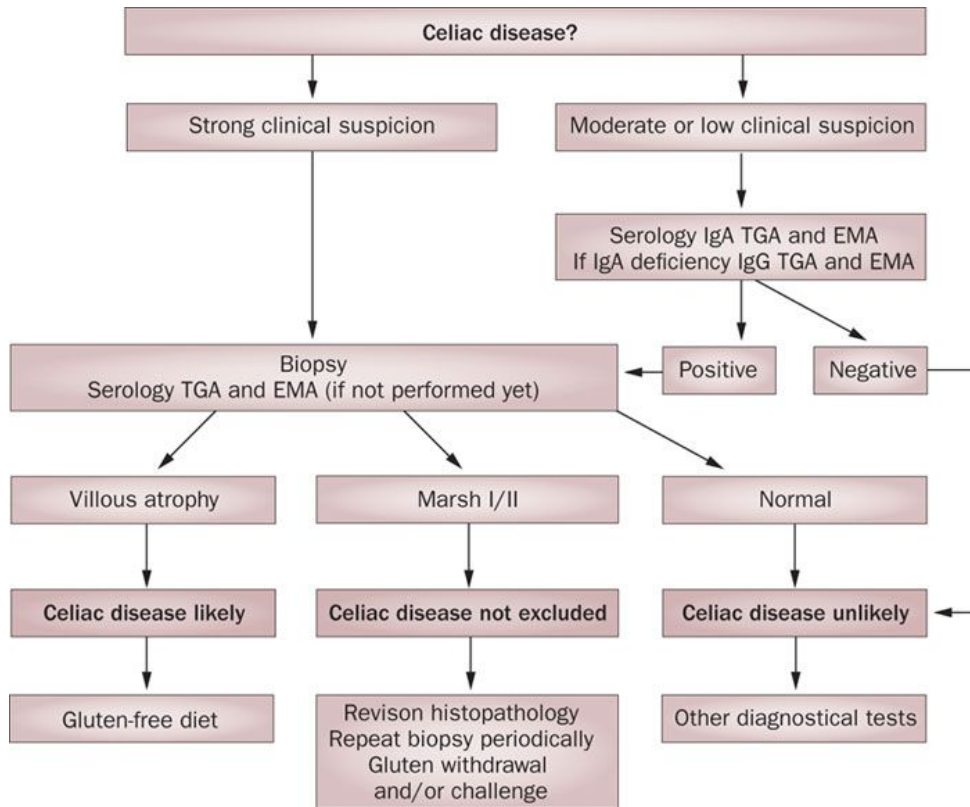 Celiac disease?
Strong clinical suspicion
Moderate or low clinical suspicion
Serology IgA TGA and EMA
If IgA deficiency IgG TGA and EMA
Biopsy
Serology TGA and EMA (if not performed yet)
Positive
Negative
Villous atrophy
Marsh I/II
Normal
Celiac disease likely
Celiac disease not excluded
Celiac disease unlikely
Gluten-free diet
Revison histopathology
Repeat biopsy periodically
Gluten withdrawal
and/or challenge
Other diagnostical tests